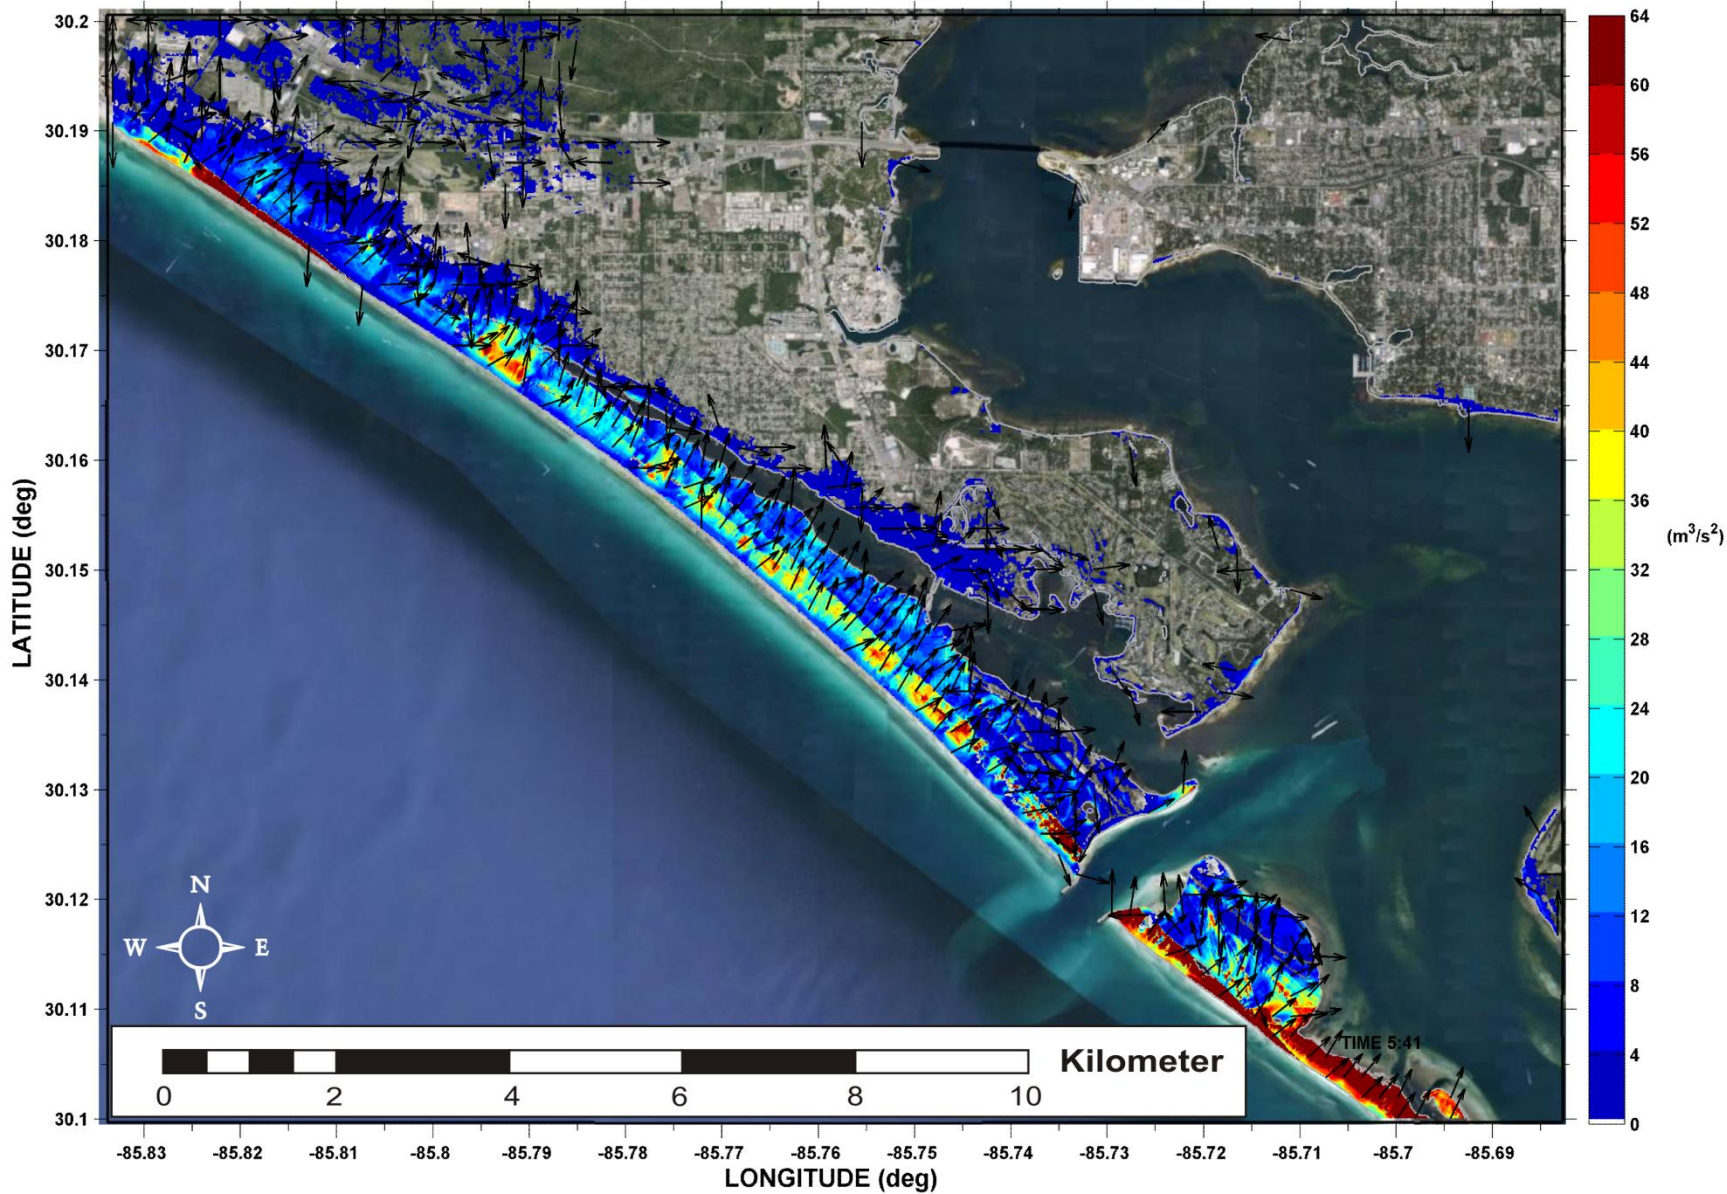 30.2
30.19
30.18
30.17
30.16
30.15
30.14
30.13
30.12
30.11
30.1
LATITUDE (deg)
N
W E
S
TIME 5:41
Kilometer
0 2 4 6 8 10
-85.83 -85.82 -85.81 -85.8 -85.79 -85.78 -85.77 -85.76 -85.75 -85.74 -85.73 -85.72 -85.71 -85.7 -85.69
LONGITUDE (deg)
64
60
56
52
48
44
40
36
32
28
24
20
16
12
8
4
0
(m³/s²)